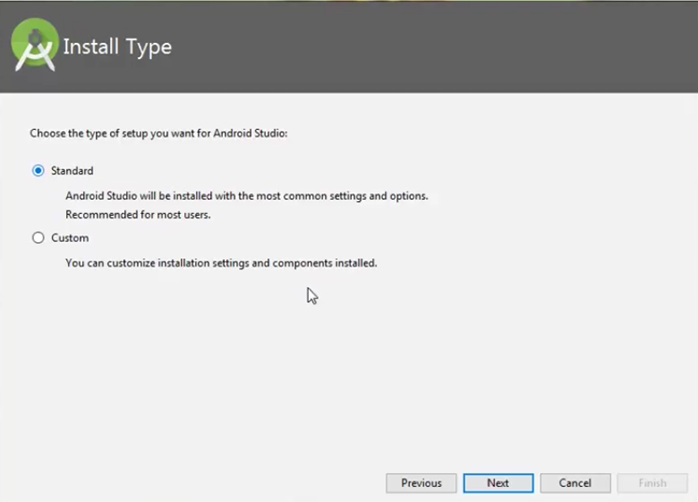 Install Type
Choose the type of setup you want for Android Studio:
Standard
Android Studio will be installed with the most common settings and options.
Recommended for most users.
Custom
You can customize installation settings and components installed.
Previous Next Cancel Finish